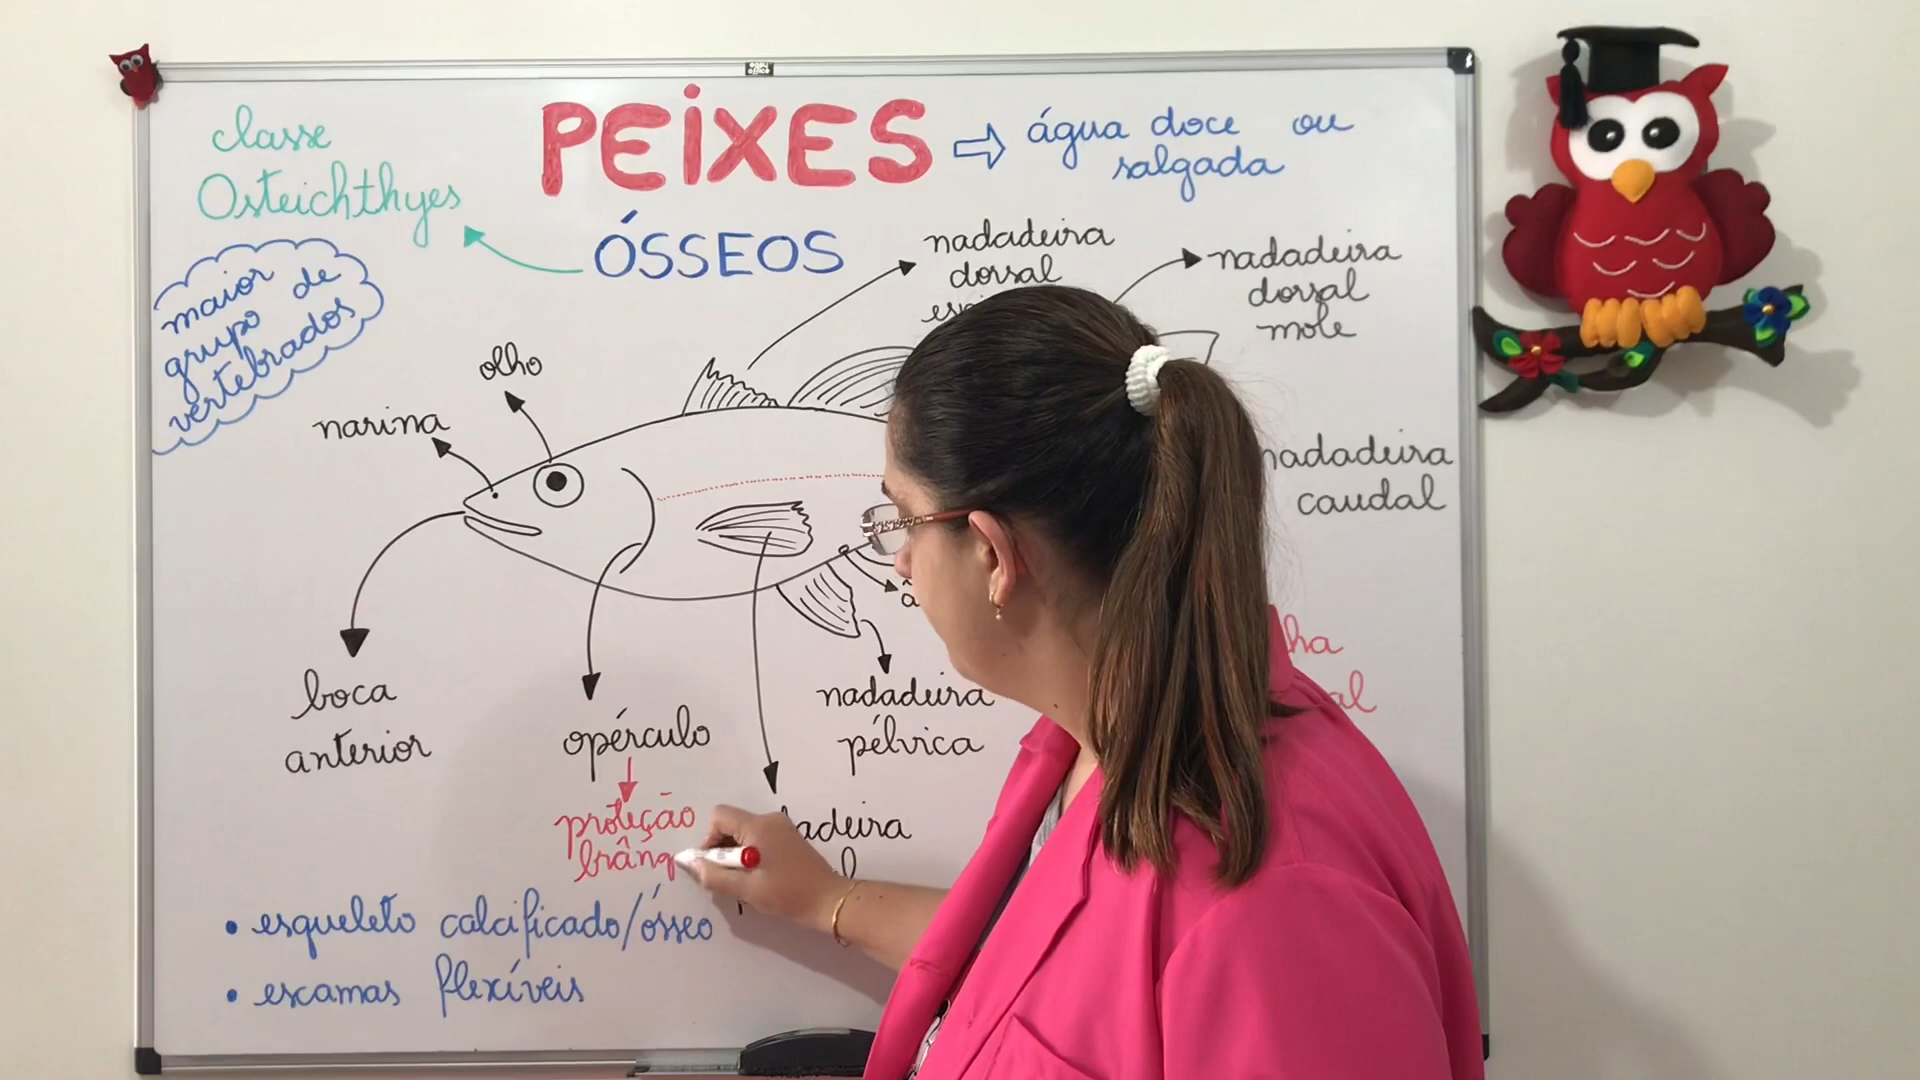 PEIXES
água doce ou
salgada
classe
Osteichthyes
ÓSSEOS
maior
grupo de
vertebrados
nadadeira
dorsal
nadadeira
dorsal
mole
olho
narina
nadadeira
caudal
boca
anterior
opérculo
proteção
nadadeira
pélvica
• esqueleto calcificado/ósseo
• escamas flexíveis